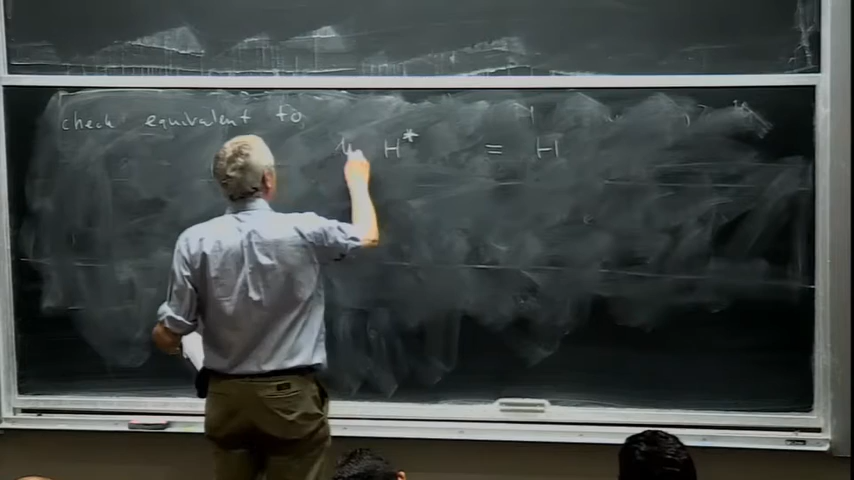 check equivalent to
H* = H